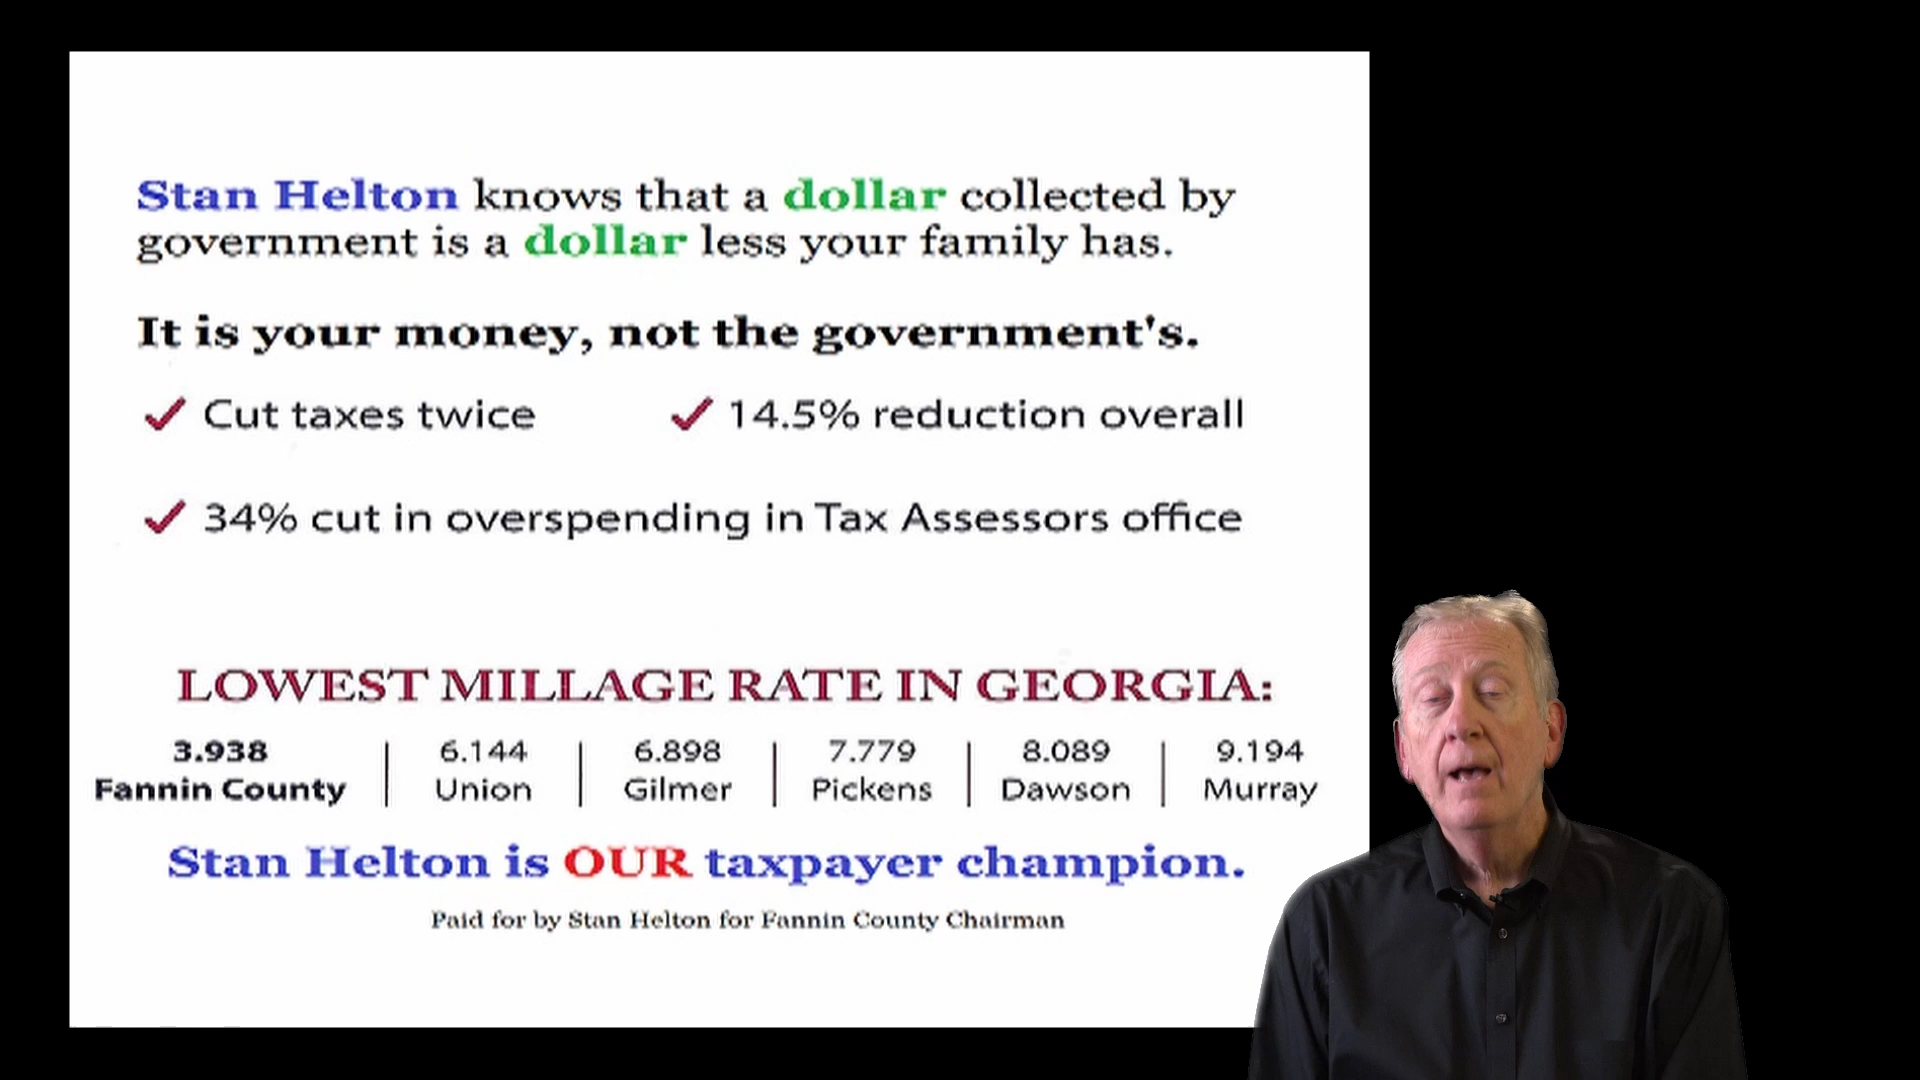 Stan Helton knows that a dollar collected by
government is a dollar less your family has.
It is your money, not the government's.
✓ Cut taxes twice ✓ 14.5% reduction overall
✓ 34% cut in overspending in Tax Assessors office
LOWEST MILLAGE RATE IN GEORGIA:
3.938 | 6.144 | 6.898 | 7.779 | 8.089 | 9.194
Fannin County | Union | Gilmer | Pickens | Dawson | Murray
Stan Helton is OUR taxpayer champion.
Paid for by Stan Helton for Fannin County Chairman